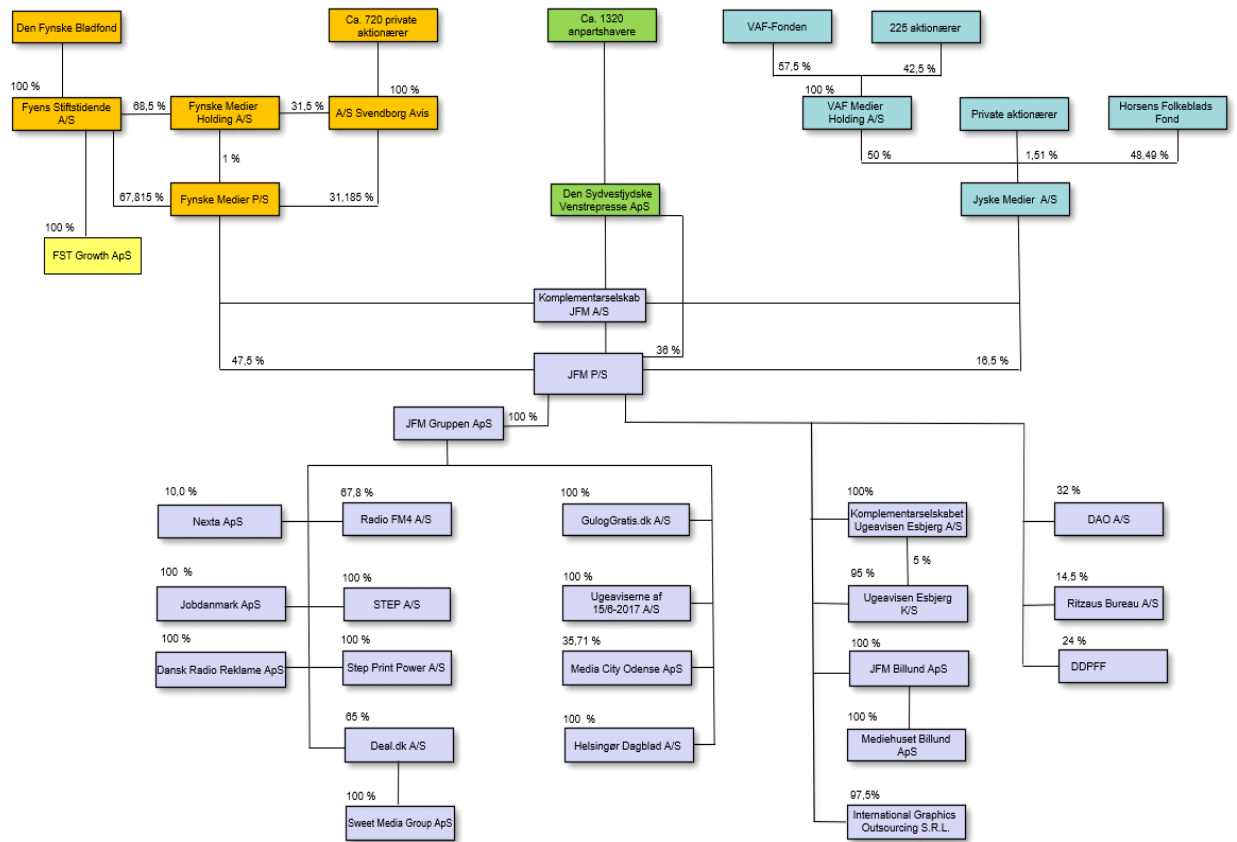 Den Fynske Bladfond
Ca. 720 private
aktionærer
Ca. 1320
anpartshavere
VAF-Fonden
225 aktionærer
57,5 %
42,5 %
100 %
100 %
100 %
Fyens Stiftstidende
A/S
68,5 %
Fynske Medier
Holding A/S
31,5 %
A/S Svendborg Avis
VAF Medier
Holding A/S
Private aktionærer
Horsens Folkeblads
Fond
1 %
50 %
1,51 %
48,49 %
67,815 %
Fynske Medier P/S
31,185 %
Den Sydvestjydske
Venstrepresse ApS
Jyske Medier A/S
100 %
FST Growth ApS
Komplementarselskab
JFM A/S
47,5 %
36 %
16,5 %
JFM P/S
JFM Gruppen ApS
100 %
10,0 %
Nexta ApS
67,8 %
Radio FM4 A/S
100 %
GulogGratis.dk A/S
100%
Komplementarselskabet
Ugeavisen Esbjerg A/S
32 %
DAO A/S
5 %
100 %
Jobdanmark ApS
100 %
STEP A/S
100 %
Ugeaviserne af
15/6-2017 A/S
95 %
Ugeavisen Esbjerg
K/S
14,5 %
Ritzaus Bureau A/S
100 %
Dansk Radio Reklame ApS
100 %
Step Print Power A/S
35,71 %
Media City Odense ApS
100 %
JFM Billund ApS
24 %
DDPFF
65 %
Deal.dk A/S
100 %
Helsingør Dagblad A/S
100 %
Mediehuset Billund
ApS
100 %
Sweet Media Group ApS
97,5%
International Graphics
Outsourcing S.R.L.